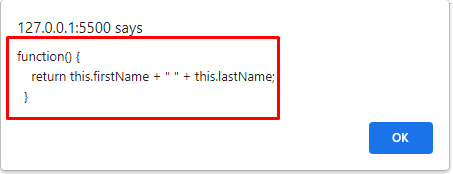 127.0.0.1:5500 says
function() {
return this.firstName + " " + this.lastName;
}
OK